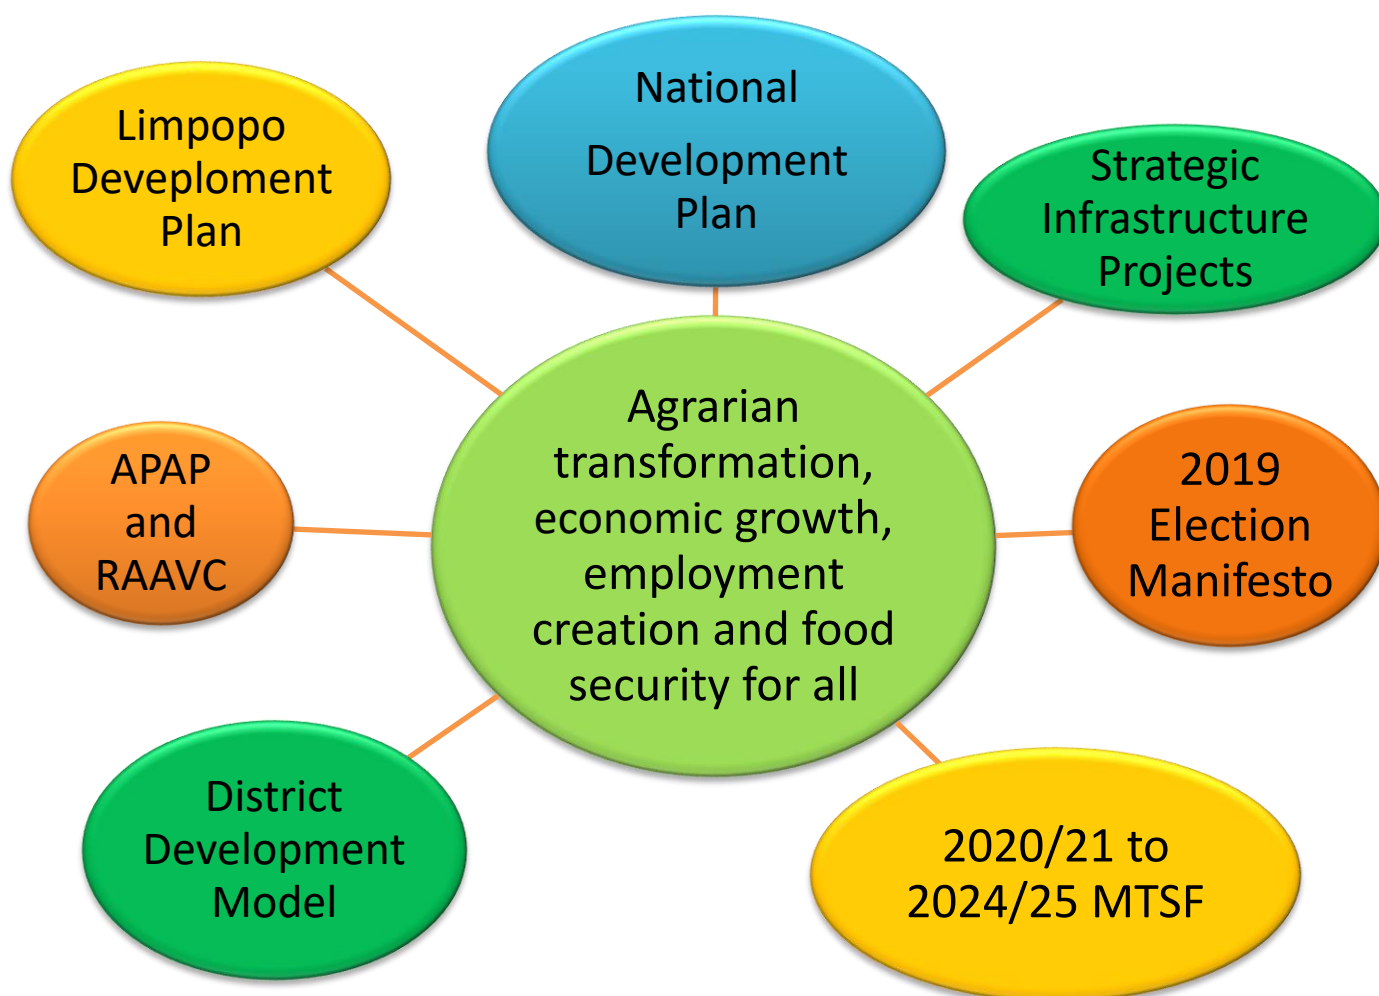 Limpopo
Deveploment
Plan
National
Development
Plan
Strategic
Infrastructure
Projects
APAP
and
RAAVC
Agrarian
transformation,
economic growth,
employment
creation and food
security for all
2019
Election
Manifesto
District
Development
Model
2020/21 to
2024/25 MTSF